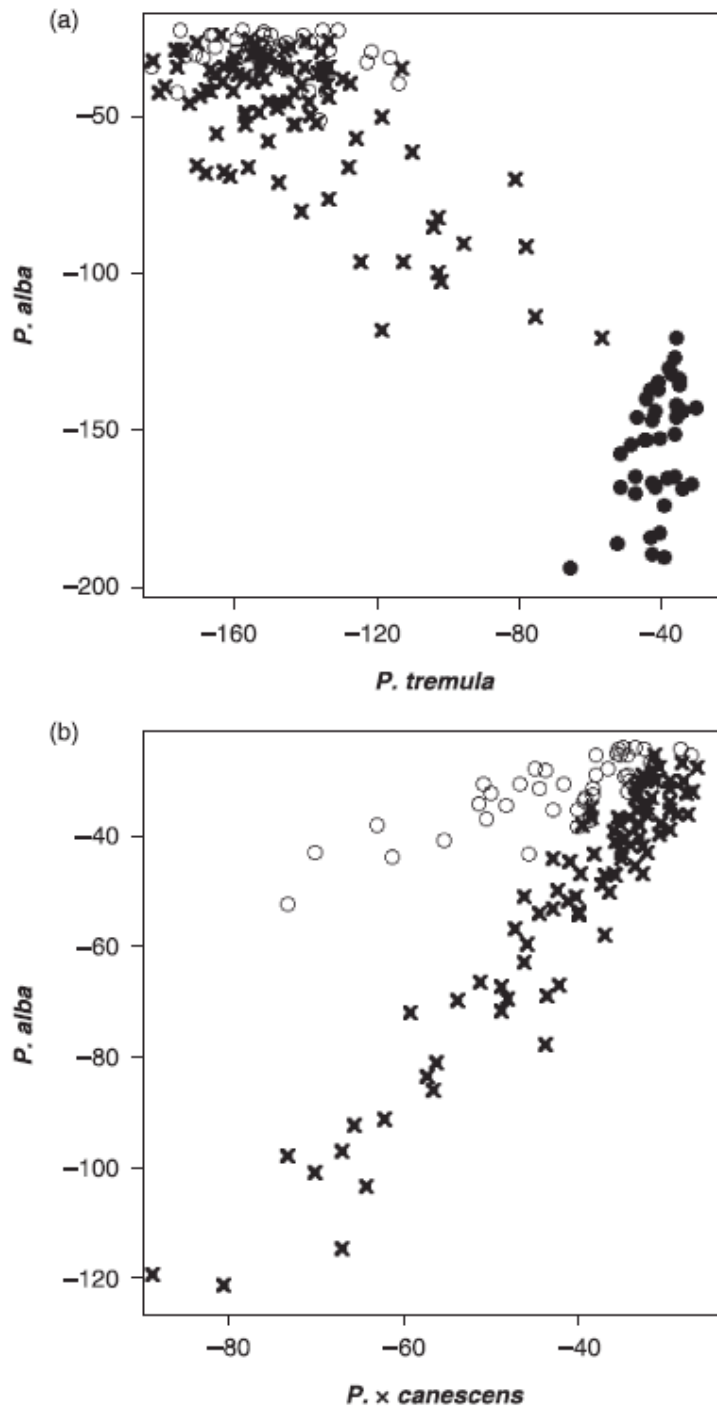 (a)
−50
−100
−150
−200
P. alba
−160 −120 −80 −40
P. tremula
(b)
−40
−60
−80
−100
−120
P. alba
−80 −60 −40
P. × canescens